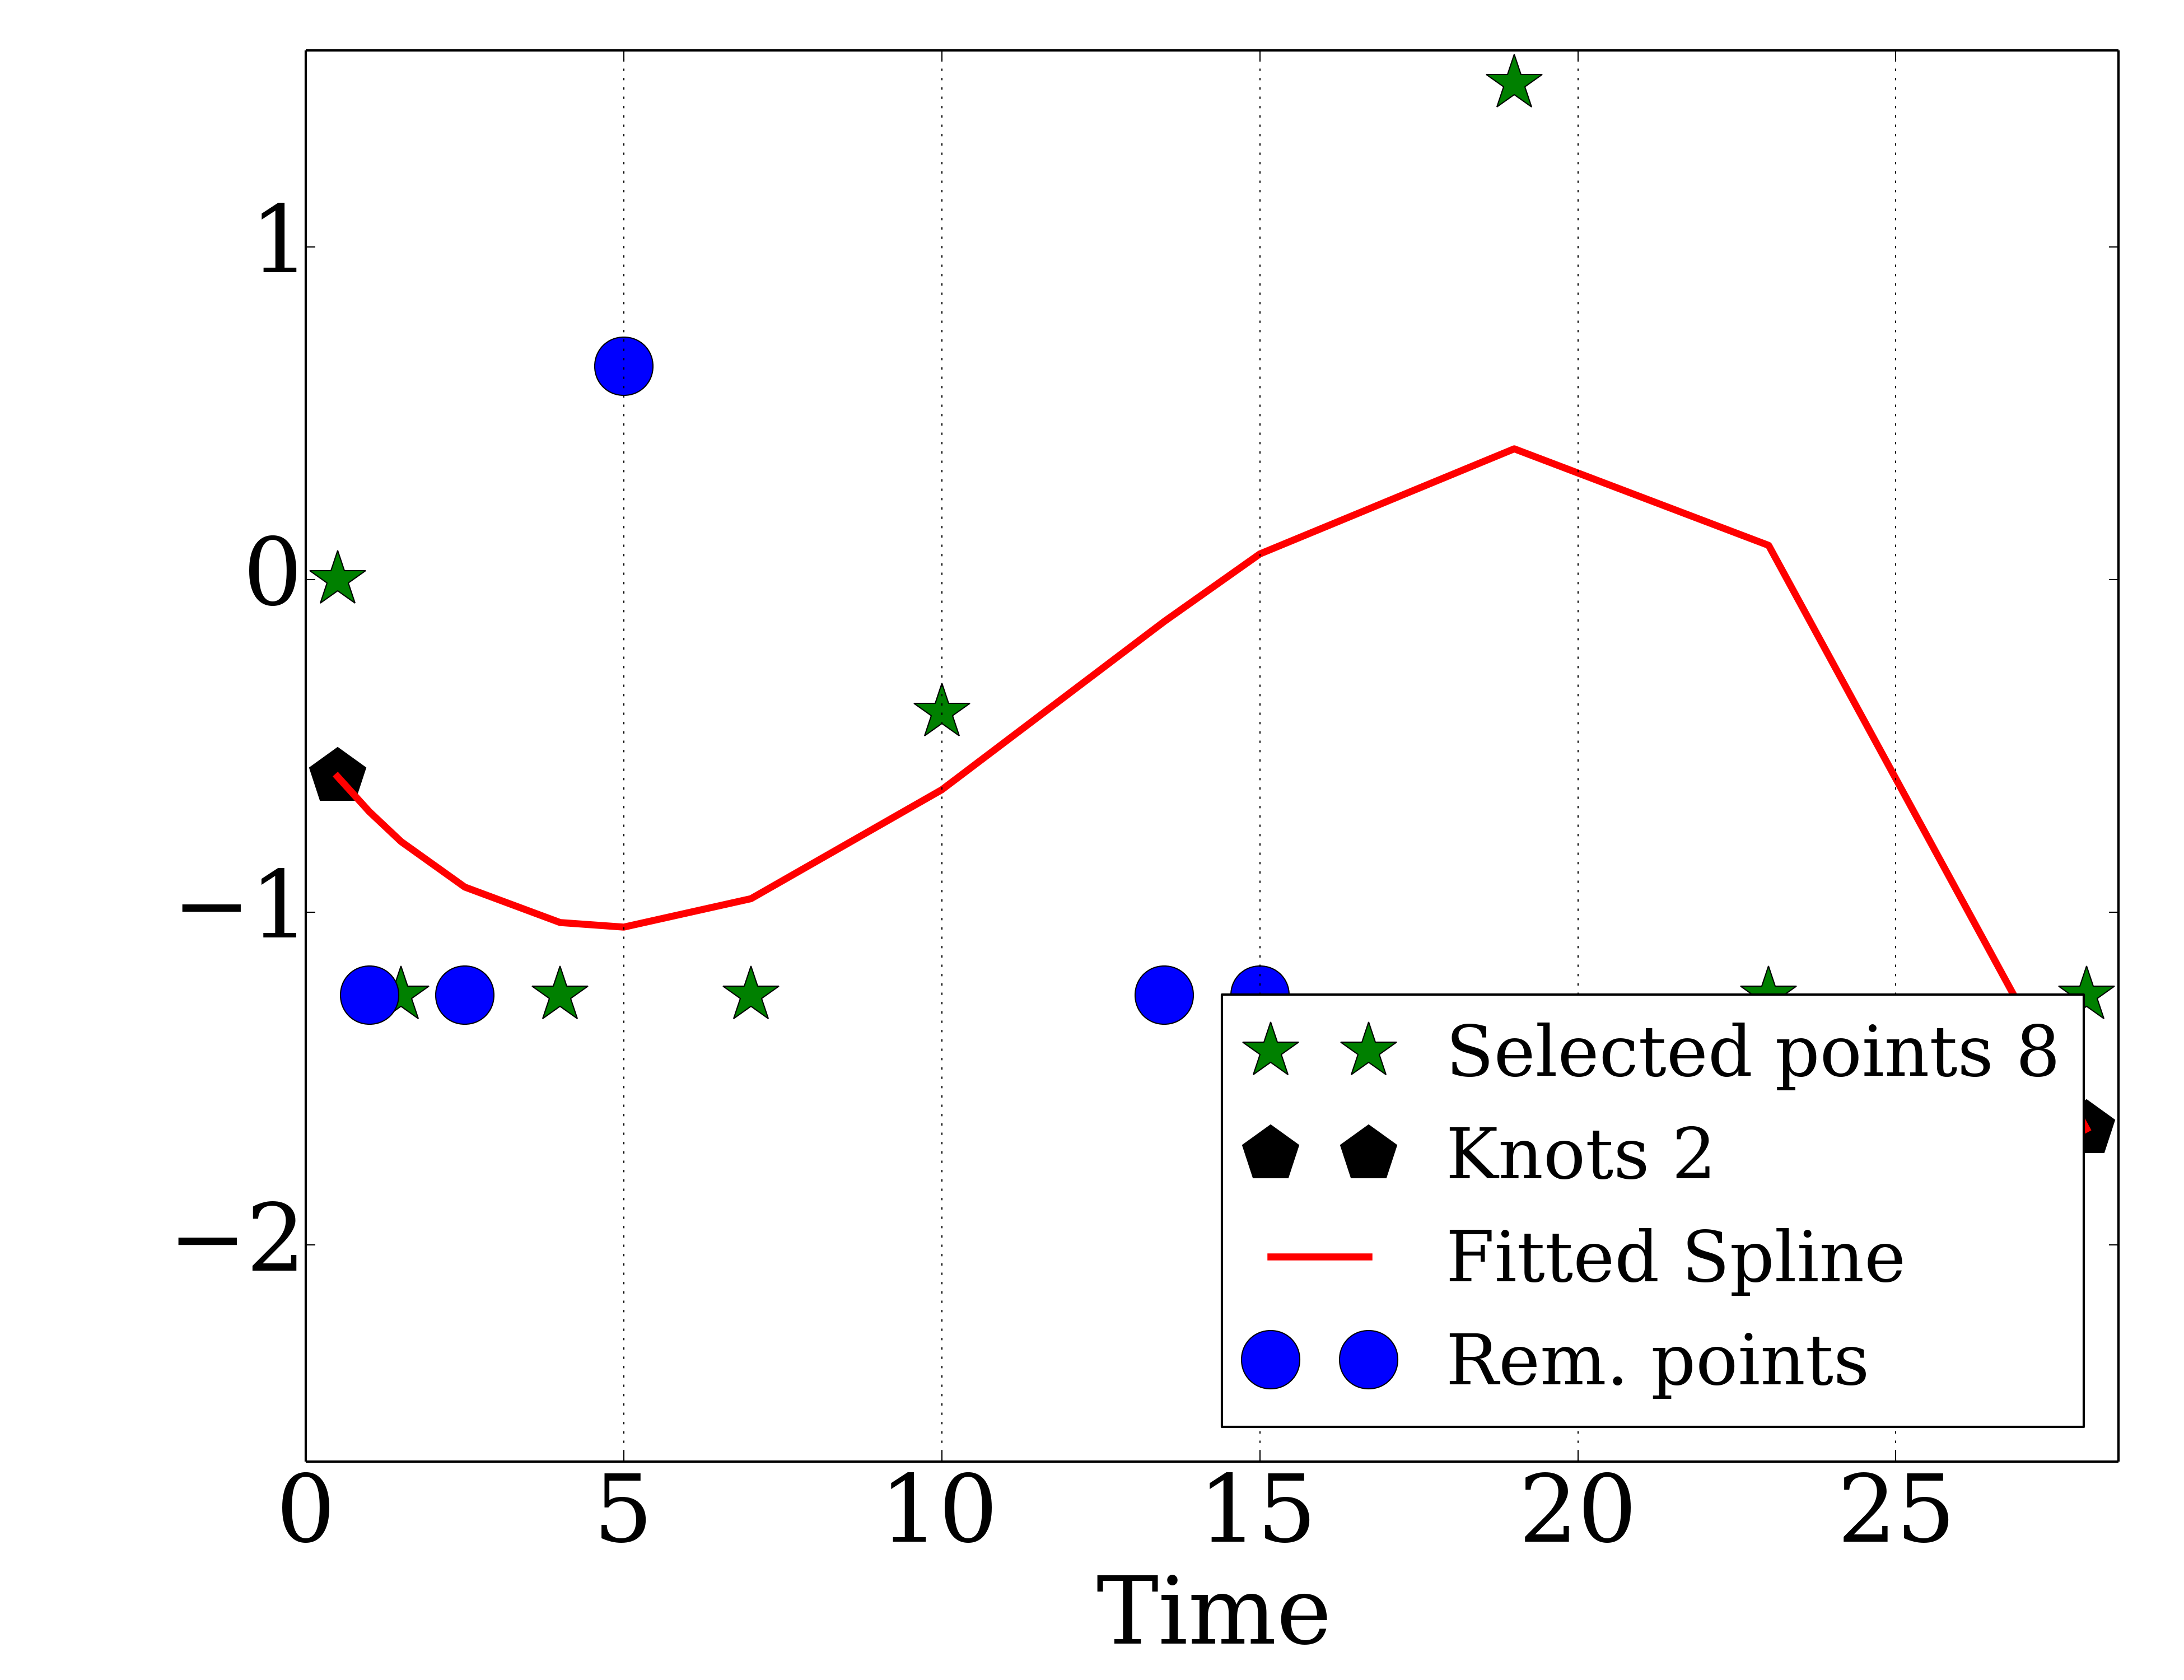 1
0
−1
−2
0 5 10 15 20 25
Time
Selected points 8
Knots 2
Fitted Spline
Rem. points